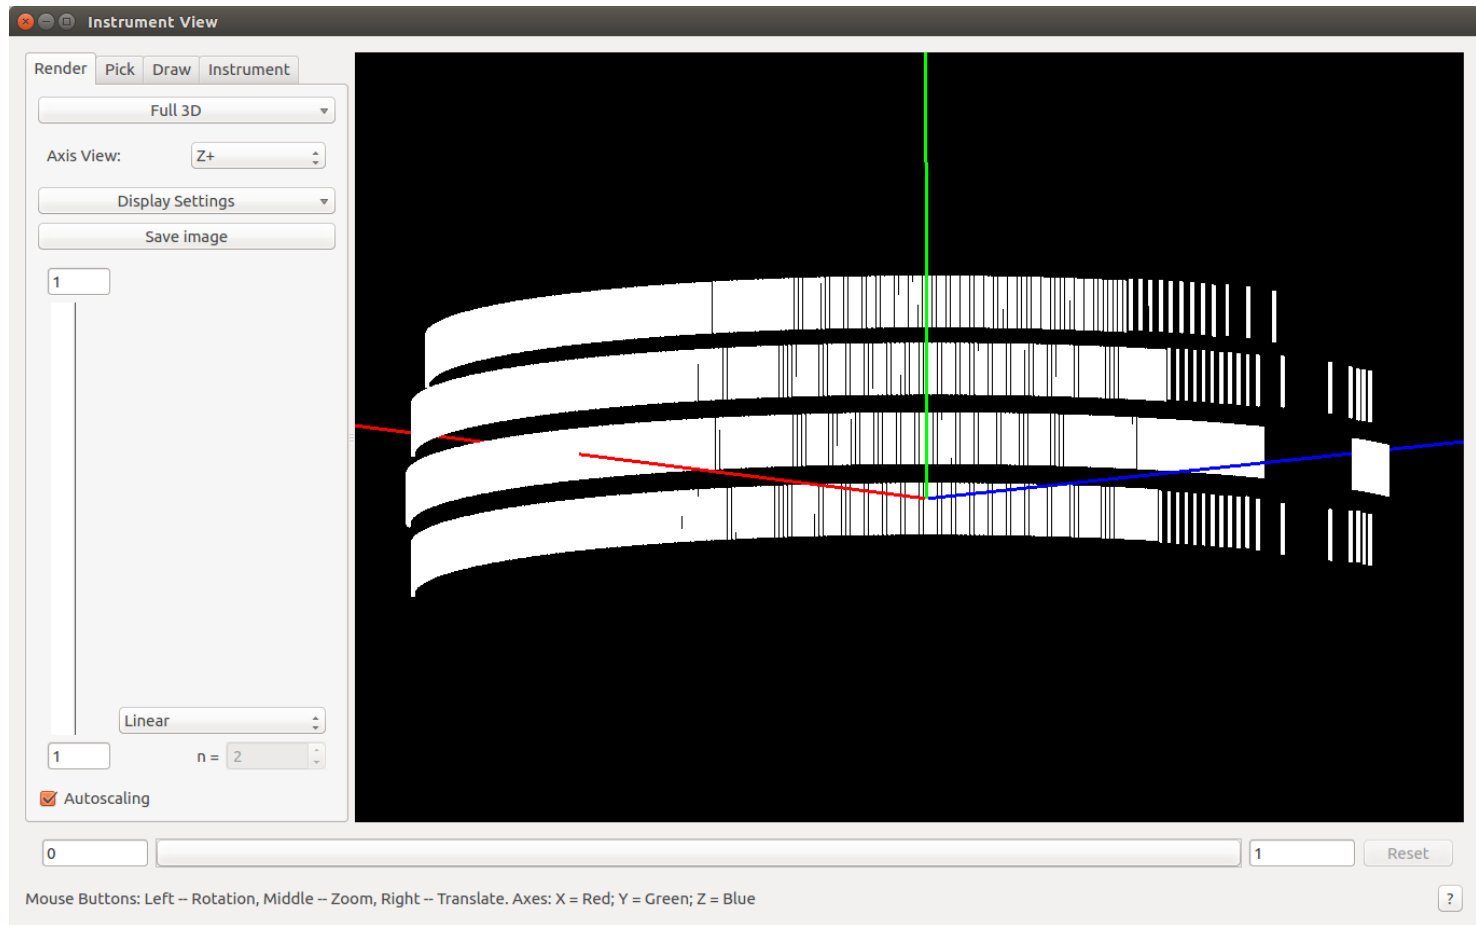 Instrument View
Render Pick Draw Instrument
Full 3D
Axis View: Z+
Display Settings
Save image
1
Linear
1 n = 2
Autoscaling
0 1 Reset
Mouse Buttons: Left -- Rotation, Middle -- Zoom, Right -- Translate. Axes: X = Red; Y = Green; Z = Blue ?